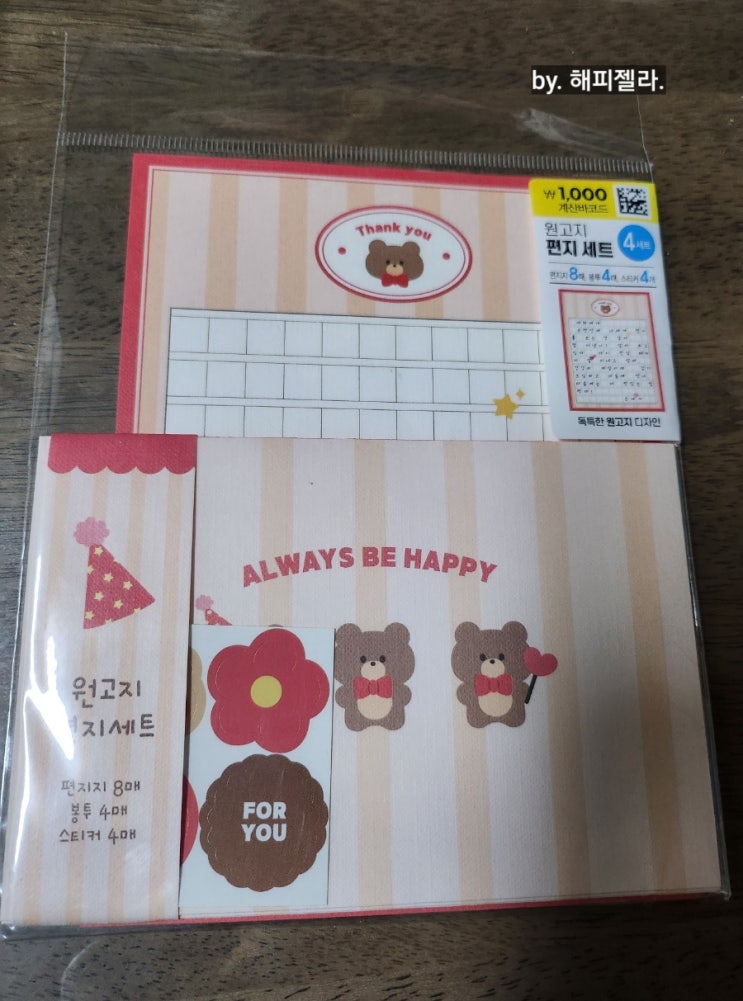 by. 해피젤라.
₩1,000
계산바코드
원고지
편지 세트
4세트
편지지 8매, 봉투 4매, 스티커 4개
독특한 원고지 디자인
Thank you
ALWAYS BE HAPPY
원고지
지세트
편지지 8매
봉투 4매
스티커 4매
FOR
YOU